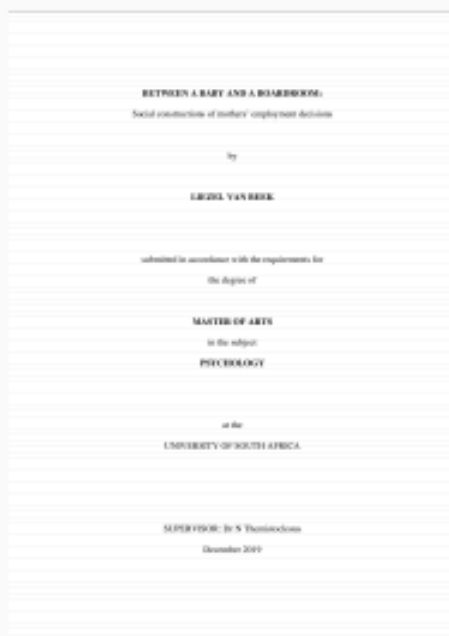 BETWEEN A BABY AND A BOARDROOM:
Social constructions of mothers' employment decisions
by
LIEZEL VAN BEEK
submitted in accordance with the requirements for
the degree of
MASTER OF ARTS
in the subject
PSYCHOLOGY
at the
UNIVERSITY OF SOUTH AFRICA
SUPERVISOR: Dr N Themistocleous
December 2019